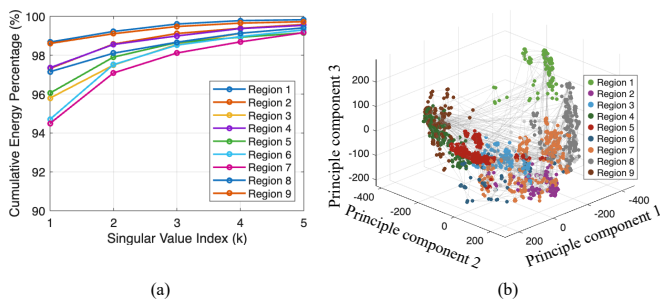 Cumulative Energy Percentage (%)
100
98
96
94
92
90
1
2
3
4
5
Singular Value Index (k)
Region 1
Region 2
Region 3
Region 4
Region 5
Region 6
Region 7
Region 8
Region 9
(a)
Principle component 3
200
100
0
-100
-200
-400
-200
0
200
Principle component 2
200
0
-200
-400
Principle component 1
Region 1
Region 2
Region 3
Region 4
Region 5
Region 6
Region 7
Region 8
Region 9
(b)